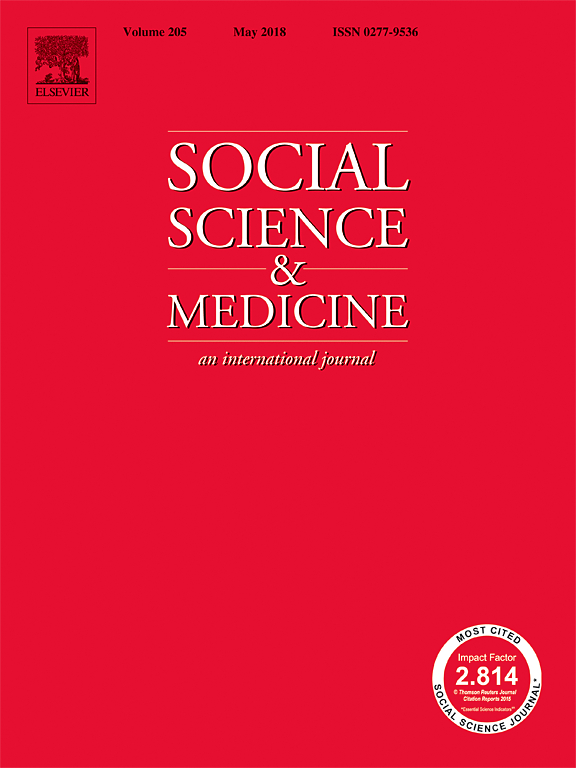 Volume 205 May 2018 ISSN 0277-9536
ELSEVIER
SOCIAL
SCIENCE
&
MEDICINE
an international journal
MOST CITED
Impact Factor
2.814
© Thomson Reuters Journal
Citation Reports 2015
"Essential Science Indicators℠"
SOCIAL SCIENCE JOURNAL*